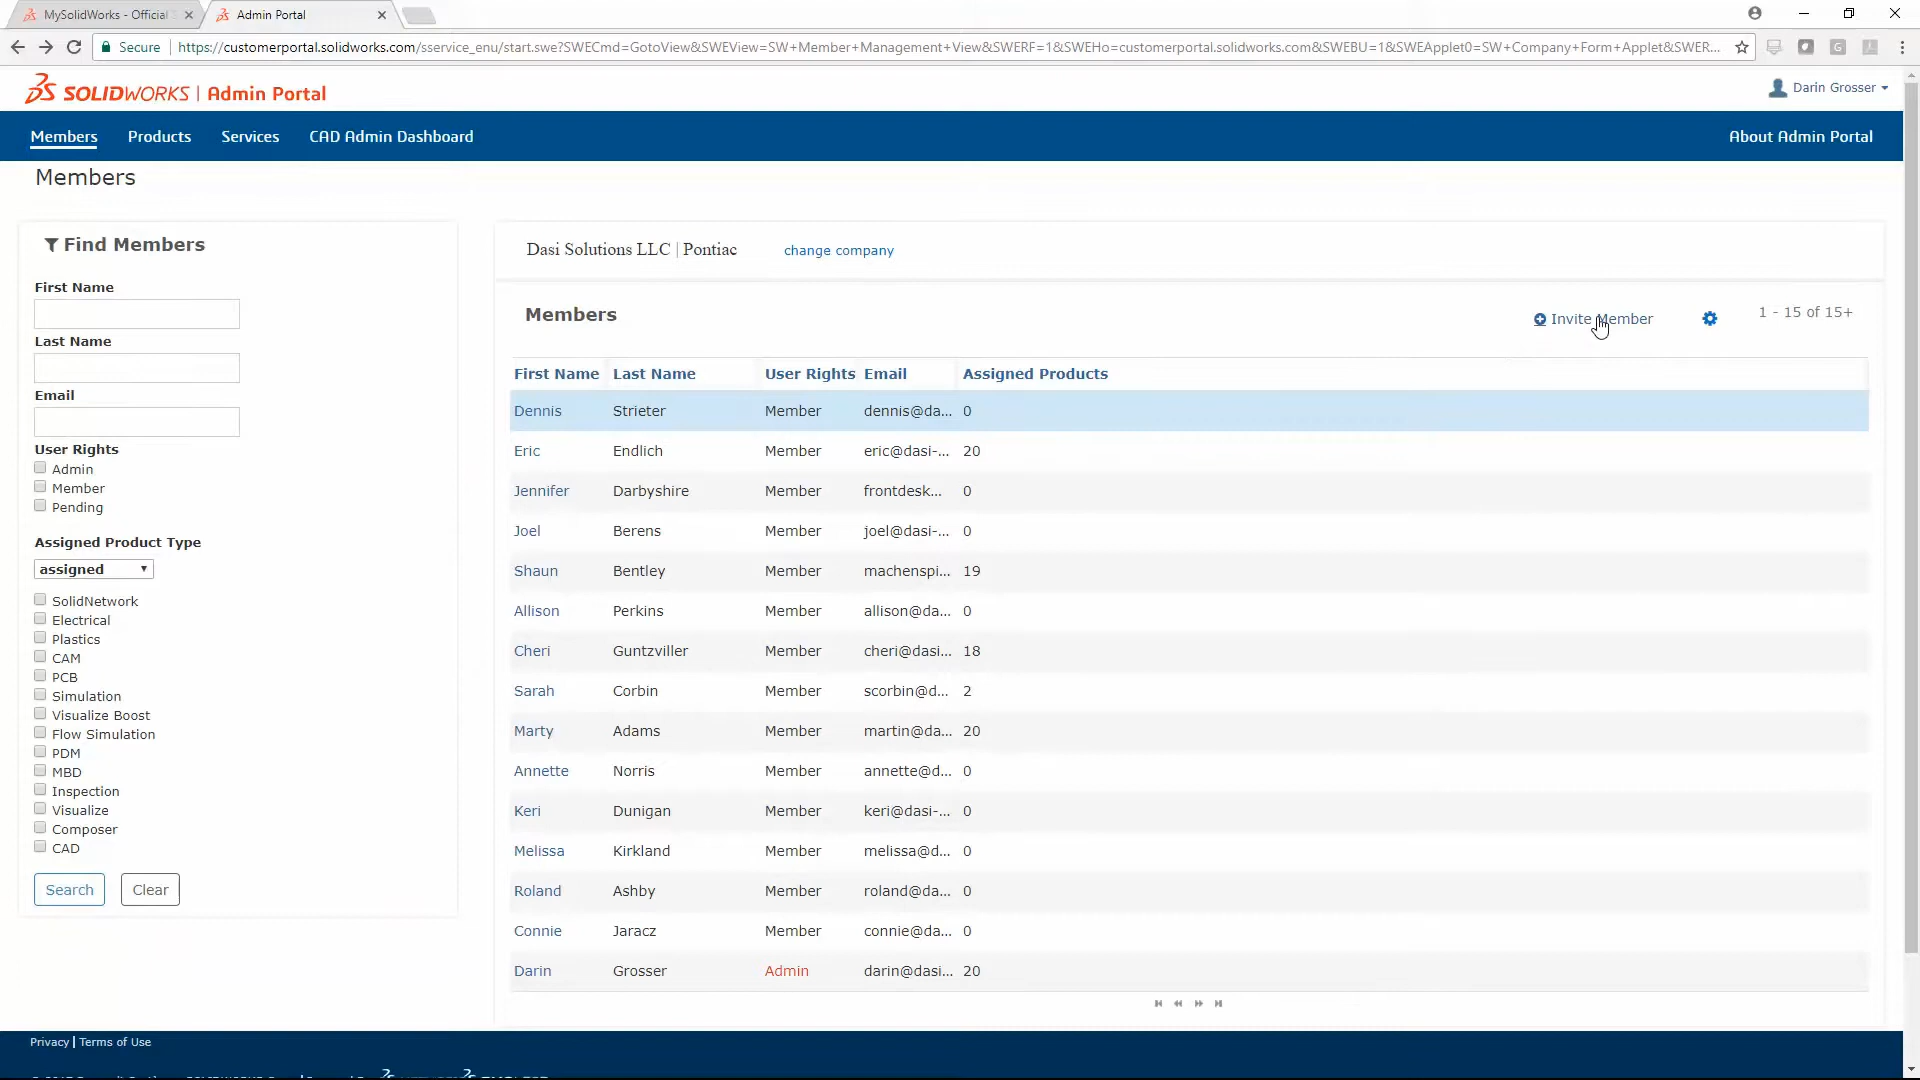 MySolidWorks - Official
Admin Portal
Secure
https://customerportal.solidworks.com/sservice_enu/start.swe?SWECmd=GotoView&SWEView=SW+Member+Management+View&SWERF=1&SWEHo=customerportal.solidworks.com&SWEBU=1&SWEApplet0=SW+Company+Form+Applet&SWER...
SOLIDWORKS | Admin Portal
Darin Grosser
Members Products Services CAD Admin Dashboard About Admin Portal
Members
Find Members
First Name
Last Name
Email
User Rights
Admin
Member
Pending
Assigned Product Type
assigned
SolidNetwork
Electrical
Plastics
CAM
PCB
Simulation
Visualize Boost
Flow Simulation
PDM
MBD
Inspection
Visualize
Composer
CAD
Search Clear
Dasi Solutions LLC | Pontiac change company
Members Invite Member 1 - 15 of 15+
First Name Last Name User Rights Email Assigned Products
Dennis Strieter Member dennis@da... 0
Eric Endlich Member eric@dasi-... 20
Jennifer Darbyshire Member frontdesk... 0
Joel Berens Member joel@dasi-... 0
Shaun Bentley Member machenspi... 19
Allison Perkins Member allison@da... 0
Cheri Guntzviller Member cheri@dasi... 18
Sarah Corbin Member scorbin@d... 2
Marty Adams Member martin@da... 20
Annette Norris Member annette@d... 0
Keri Dunigan Member keri@dasi-... 0
Melissa Kirkland Member melissa@d... 0
Roland Ashby Member roland@da... 0
Connie Jaracz Member connie@da... 0
Darin Grosser Admin darin@dasi... 20
Privacy | Terms of Use